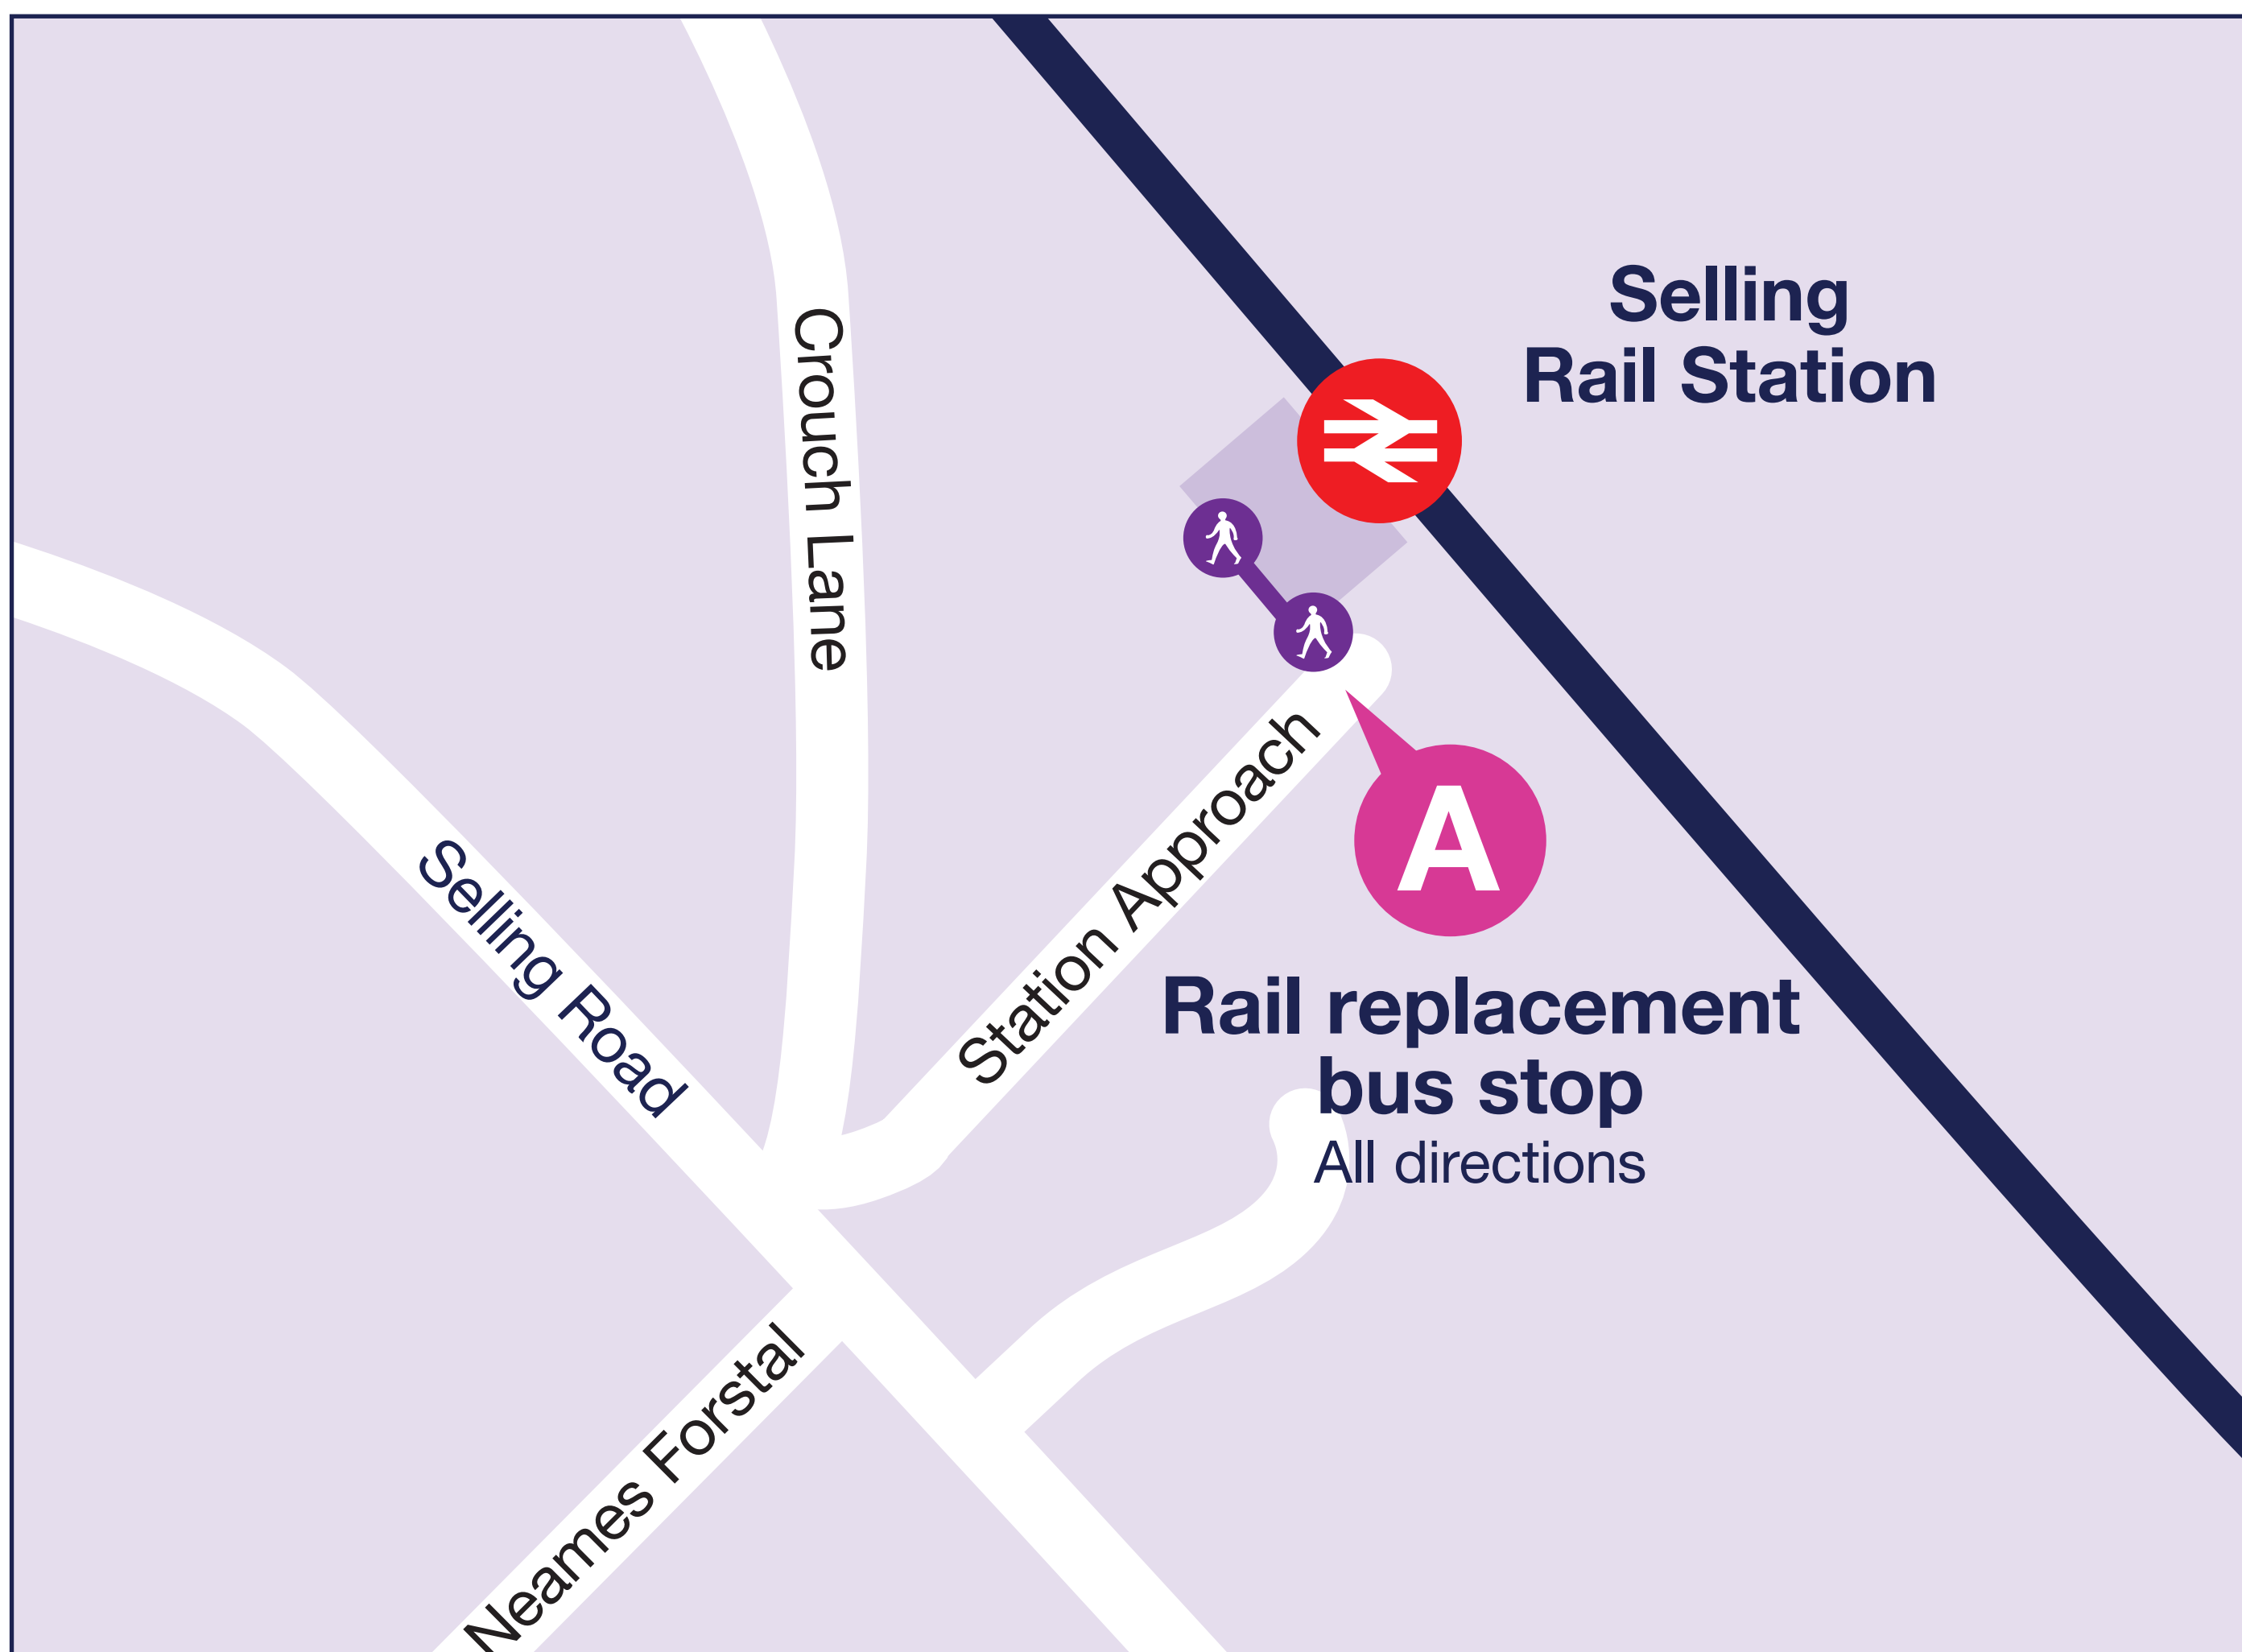 Selling
Rail Station
Crouch Lane
Station Approach
A
Selling Road
Rail replacement
bus stop
All directions
Neames Forstal